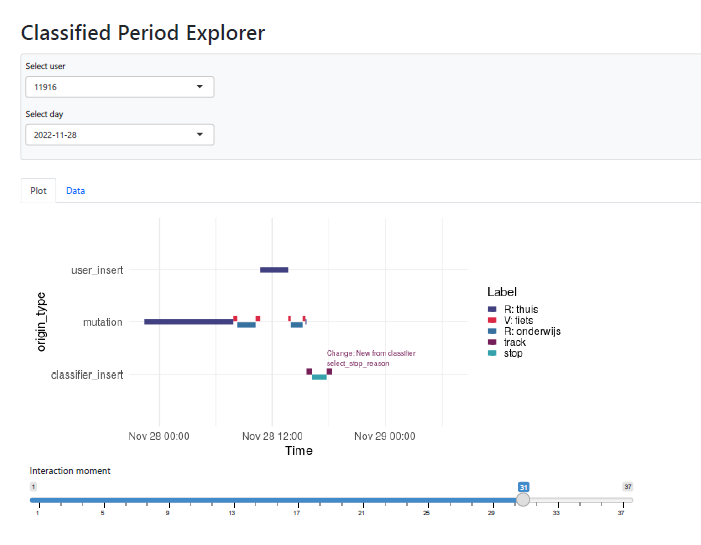 Classified Period Explorer
Select user
11916
Select day
2022-11-28
Plot Data
user_insert
mutation
classifier_insert
origin_type
Change: New from classifier
select_stop_reason
Nov 28 00:00 Nov 28 12:00 Nov 29 00:00
Time
Label
R: thuis
V: fiets
R: onderwijs
track
stop
Interaction moment
1 31 37
1 5 9 13 17 21 25 29 33 37